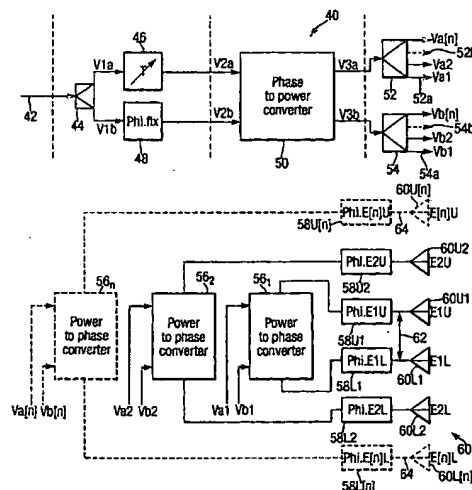 40
46
V1a
V2a
V3a
Va[n]
52b
Va2
Va1
52
52a
42
44
Phase
to power
converter
V1b
Phi.fix
V2b
V3b
Vb[n]
54b
Vb2
Vb1
48
50
54
54a
60U[n]
Phi.E[n]U
E[n]U
58U[n]
64
60U2
Phi.E2U
E2U
58U2
60U1
56n
562
561
Phi.E1U
E1U
58U1
62
Power
to phase
converter
Power
to phase
converter
Power
to phase
converter
Phi.E1L
E1L
58L1
60L1
Va[n]
Vb[n]
Va2
Vb2
Va1
Vb1
Phi.E2L
E2L
58L2
60L2
60
Phi.E[n]L
E[n]L
58L[n]
64
60L[n]